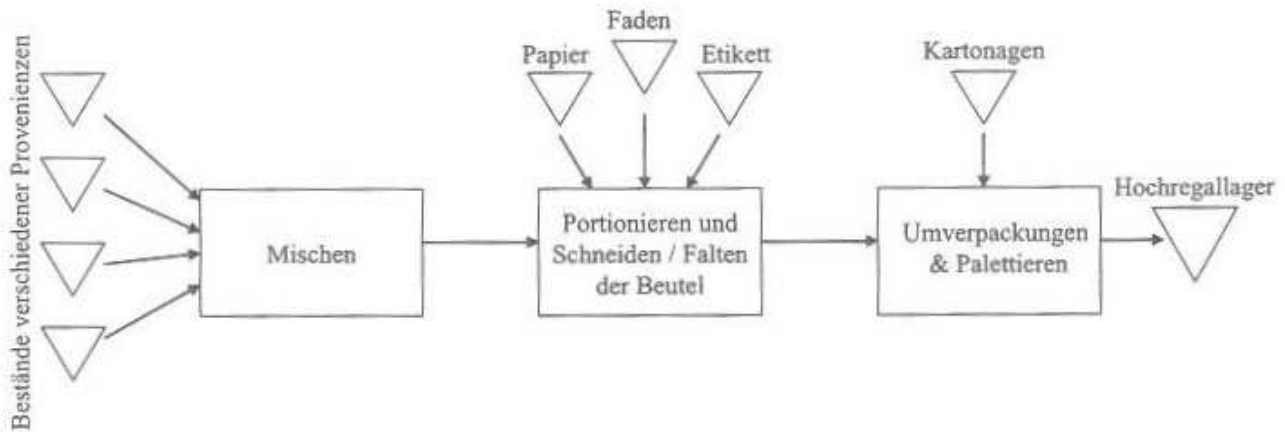 Bestände verschiedener Provenienzen
Papier
Faden
Etikett
Kartonagen
Mischen
Portionieren und
Schneiden / Falten
der Beutel
Umverpackungen
& Palettieren
Hochregallager